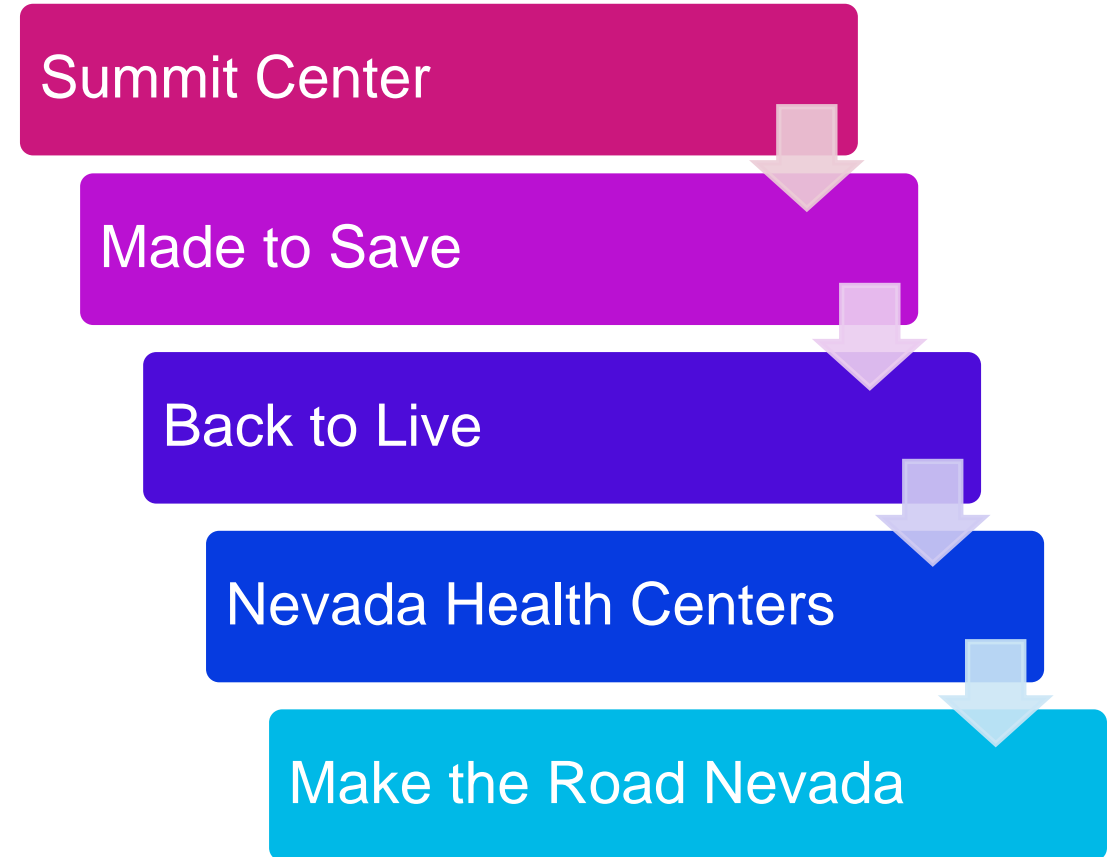 Summit Center
Made to Save
Back to Live
Nevada Health Centers
Make the Road Nevada